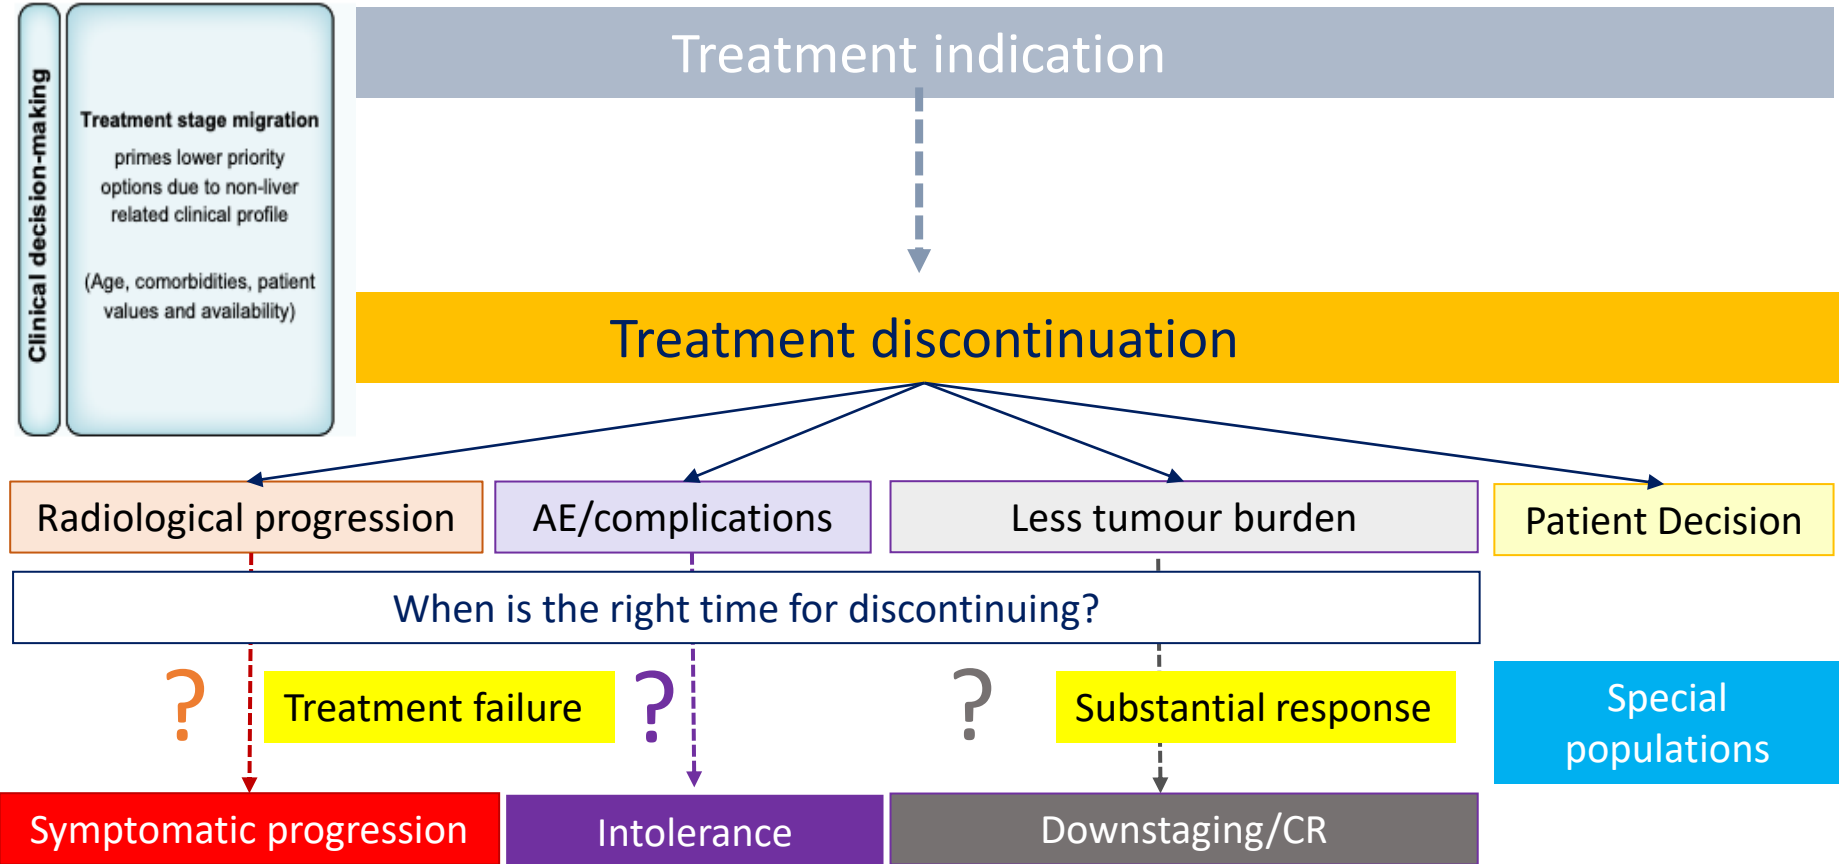 Clinical decision-making
Treatment stage migration
primes lower priority
options due to non-liver
related clinical profile
(Age, comorbidities, patient
values and availability)
Treatment indication
Treatment discontinuation
Radiological progression
AE/complications
Less tumour burden
Patient Decision
When is the right time for discontinuing?
?
Treatment failure
?
?
Substantial response
Special
populations
Symptomatic progression
Intolerance
Downstaging/CR